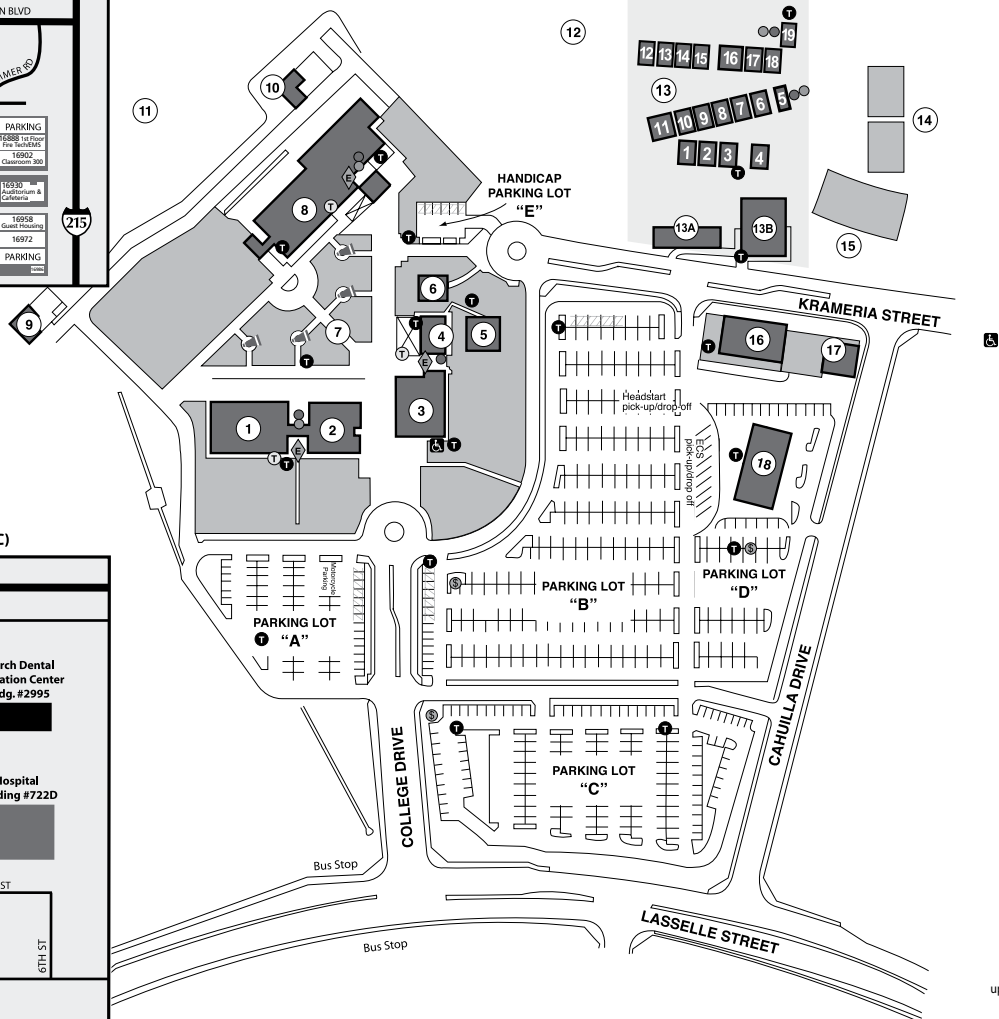 N BLVD
IMER RD
PARKING
16888 1st Floor
Fire Tech/EMS
16902
Classroom 300
16930
Auditorium &
Cafeteria
16958
Guest Housing
16972
PARKING
16986
215
C)
rch Dental
ation Center
dg. #2995
Hospital
ding #722D
ST
6TH ST
12
T
19
12 13 14 15 16 17 18
13
5
11 10 9 8 7 6
1 2 3 4
T
14
15
13A
13B
T
10
11
T
E
T
8
T
9
HANDICAP
PARKING LOT
“E”
T
6
T
T
4
5
T
E
7
T
3
T
1
2
E
T
T
KRAMERIA STREET
16
17
T
T
Headstart
pick-up/drop-off
ECS
pick-up/drop off
T
18
T
$
PARKING LOT
“D”
T
$
PARKING LOT
“B”
Motorcycle
Parking
PARKING LOT
“A”
T
$
T
T
PARKING LOT
“C”
COLLEGE DRIVE
CAHUILLA DRIVE
Bus Stop
Bus Stop
LASSELLE STREET
up